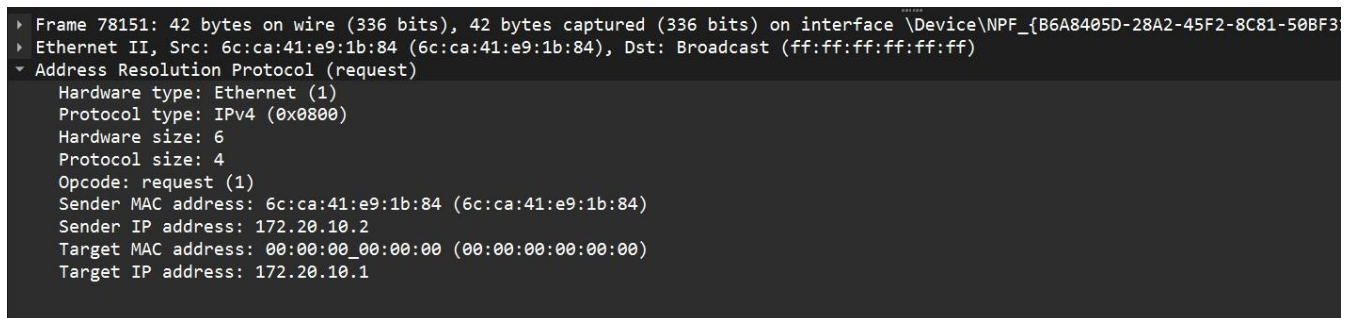 Frame 78151: 42 bytes on wire (336 bits), 42 bytes captured (336 bits) on interface \Device\NPF_{B6A8405D-28A2-45F2-8C81-50BF3
Ethernet II, Src: 6c:ca:41:e9:1b:84 (6c:ca:41:e9:1b:84), Dst: Broadcast (ff:ff:ff:ff:ff:ff)
Address Resolution Protocol (request)
Hardware type: Ethernet (1)
Protocol type: IPv4 (0x0800)
Hardware size: 6
Protocol size: 4
Opcode: request (1)
Sender MAC address: 6c:ca:41:e9:1b:84 (6c:ca:41:e9:1b:84)
Sender IP address: 172.20.10.2
Target MAC address: 00:00:00_00:00:00 (00:00:00:00:00:00)
Target IP address: 172.20.10.1